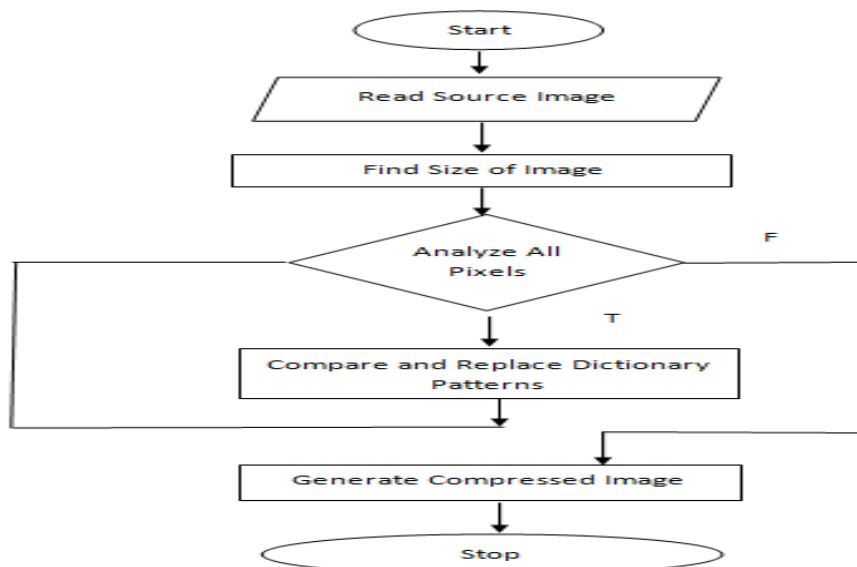 Start
Read Source Image
Find Size of Image
Analyze All
Pixels
F
T
Compare and Replace Dictionary
Patterns
Generate Compressed Image
Stop